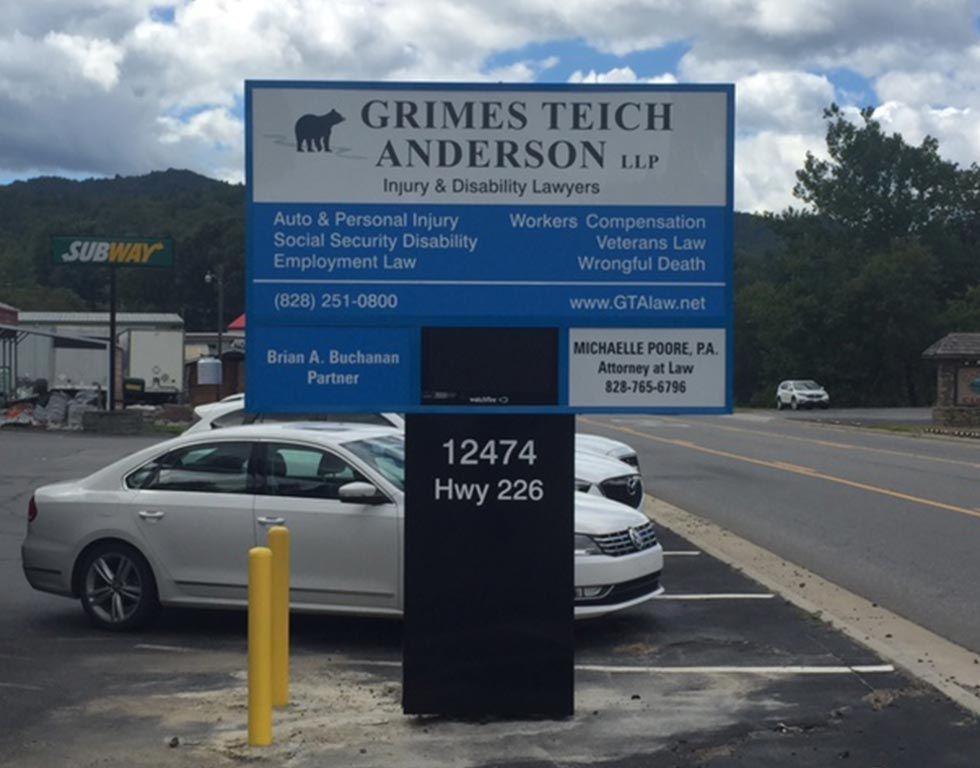 GRIMES TEICH
ANDERSON LLP
Injury & Disability Lawyers
Auto & Personal Injury
Social Security Disability
Employment Law
Workers Compensation
Veterans Law
Wrongful Death
(828) 251-0800
www.GTAlaw.net
Brian A. Buchanan
Partner
watchfire
MICHAELLE POORE, P.A.
Attorney at Law
828-765-6796
12474
Hwy 226
SUBWAY